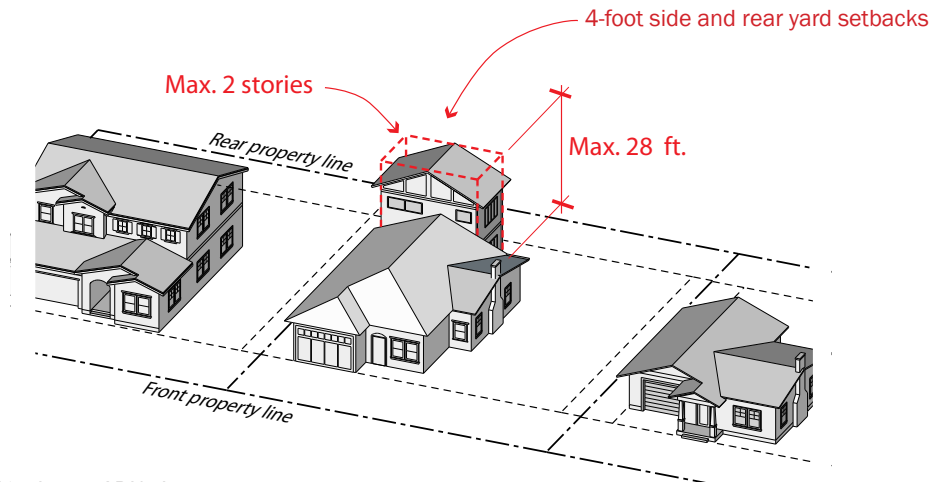 4-foot side and rear yard setbacks
Max. 2 stories
Rear property line
Max. 28 ft.
Front property line